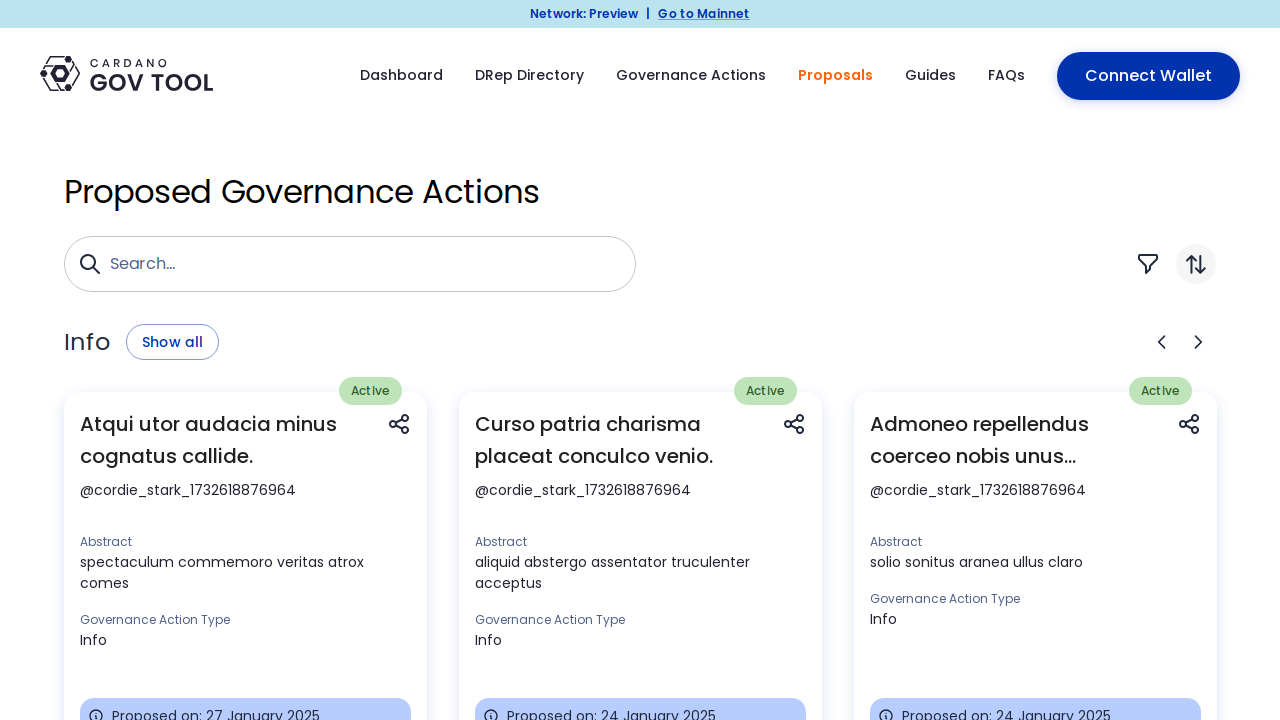 Network: Preview | Go to Mainnet
CARDANO
GOV TOOL
Dashboard
DRep Directory
Governance Actions
Proposals
Guides
FAQs
Connect Wallet
Proposed Governance Actions
Search...
Info
Show all
Active
Atqui utor audacia minus
cognatus callide.
@cordie_stark_1732618876964
Abstract
spectaculum commemoro veritas atrox
comes
Governance Action Type
Info
Proposed on: 27 January 2025
Active
Curso patria charisma
placeat conculco venio.
@cordie_stark_1732618876964
Abstract
aliquid abstergo assentator truculenter
acceptus
Governance Action Type
Info
Proposed on: 24 January 2025
Active
Admoneo repellendus
coerceo nobis unus...
@cordie_stark_1732618876964
Abstract
solio sonitus aranea ullus claro
Governance Action Type
Info
Proposed on: 24 January 2025